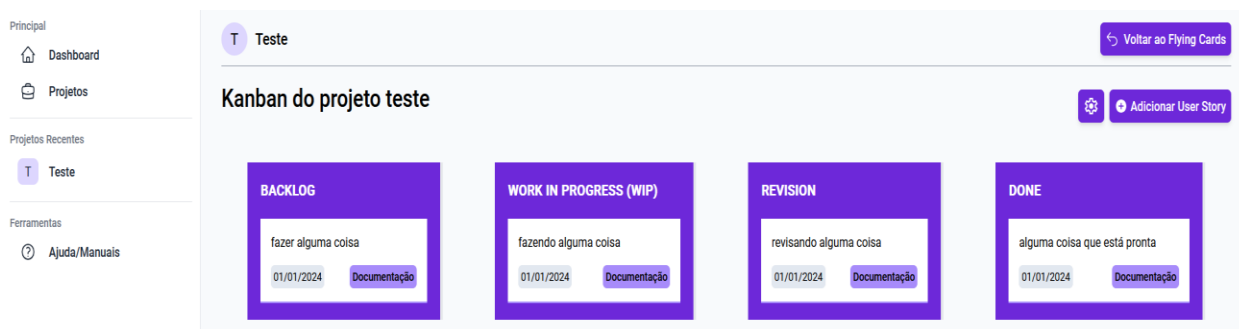 Principal
Dashboard
Projetos
Projetos Recentes
T Teste
Ferramentas
Ajuda/Manuais
T Teste
Voltar ao Flying Cards
Kanban do projeto teste
Adicionar User Story
BACKLOG
fazer alguma coisa
01/01/2024 Documentação
WORK IN PROGRESS (WIP)
fazendo alguma coisa
01/01/2024 Documentação
REVISION
revisando alguma coisa
01/01/2024 Documentação
DONE
alguma coisa que está pronta
01/01/2024 Documentação